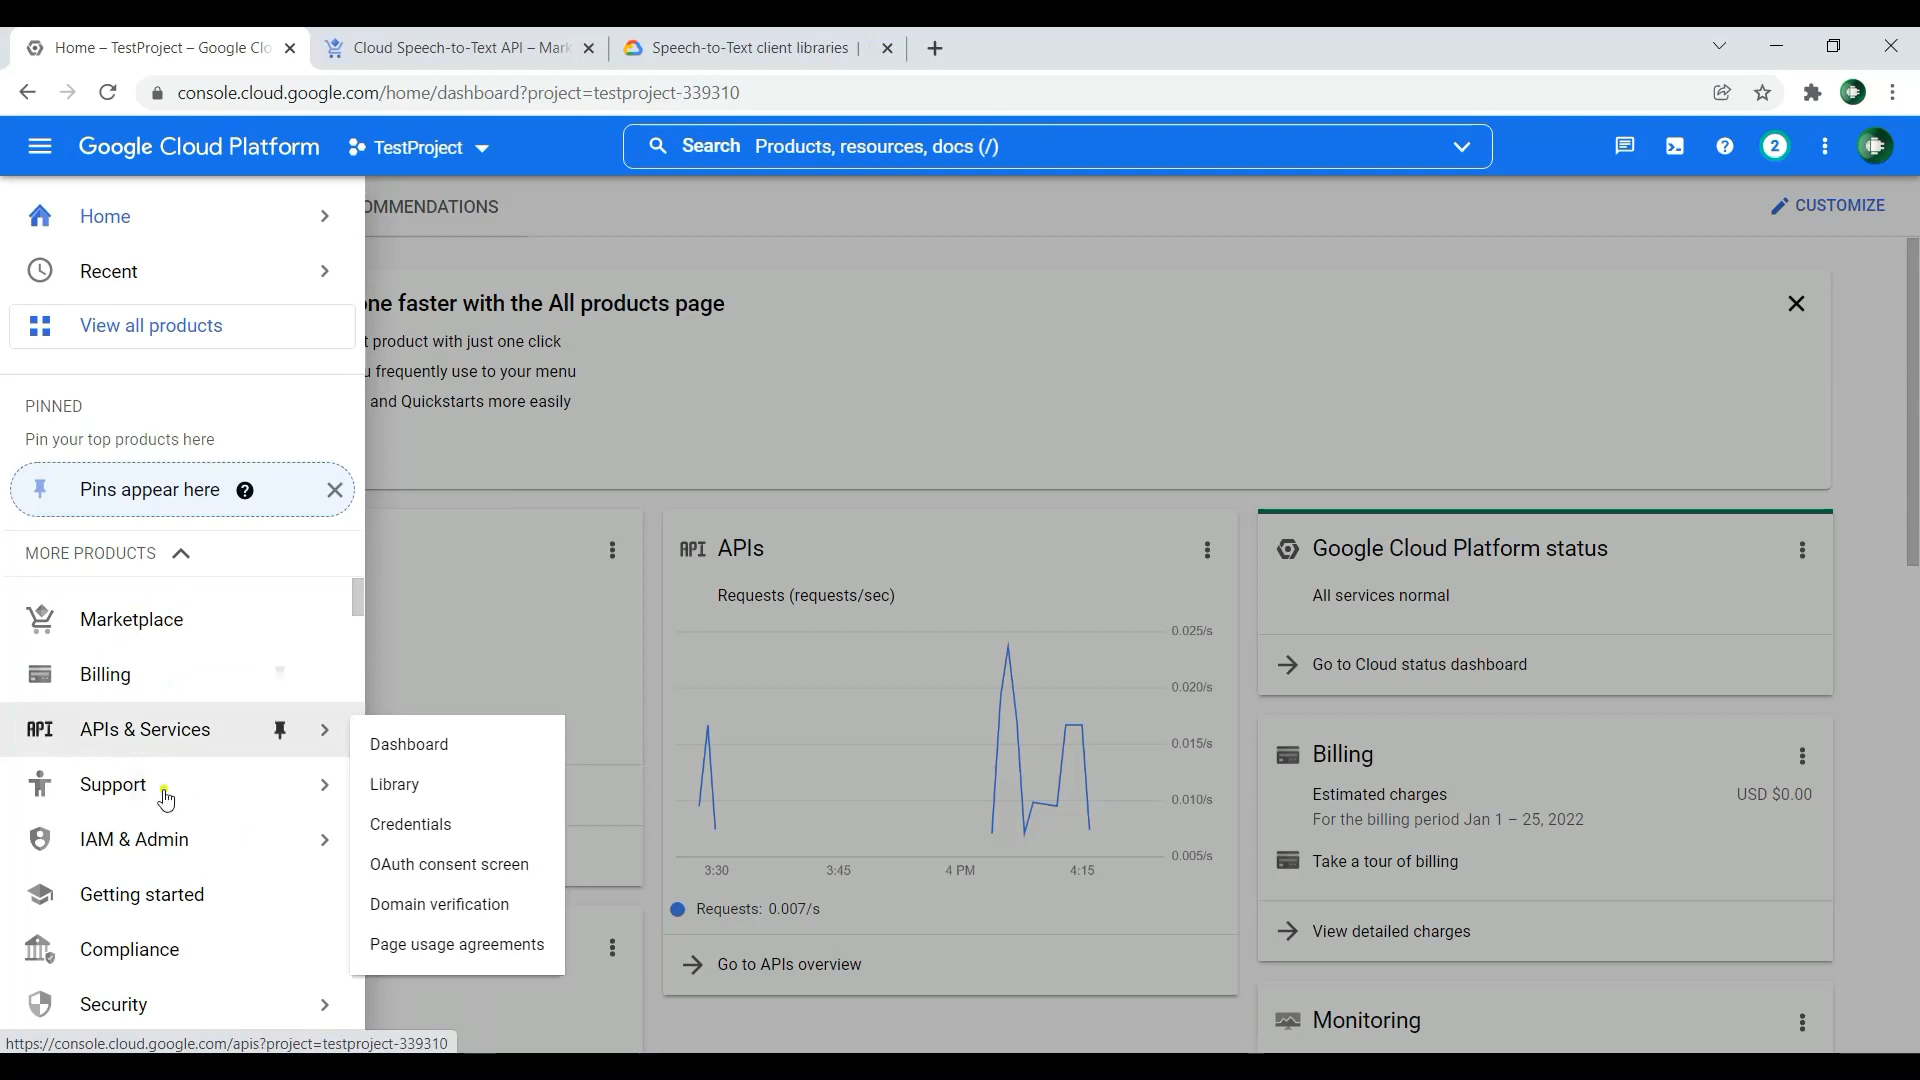 Home – TestProject – Google Clo
Cloud Speech-to-Text API – Mark
Speech-to-Text client libraries |
console.cloud.google.com/home/dashboard?project=testproject-339310
Google Cloud Platform
TestProject
Search Products, resources, docs (/)
2
Home
OMMENDATIONS
CUSTOMIZE
Recent
View all products
ne faster with the All products page
t product with just one click
u frequently use to your menu
and Quickstarts more easily
PINNED
Pin your top products here
Pins appear here
MORE PRODUCTS
Marketplace
Billing
API APIs & Services
Support
IAM & Admin
Getting started
Compliance
Security
Dashboard
Library
Credentials
OAuth consent screen
Domain verification
Page usage agreements
API APIs
Requests (requests/sec)
0.025/s
0.020/s
0.015/s
0.010/s
0.005/s
3:30 3:45 4 PM 4:15
Requests: 0.007/s
Go to APIs overview
Google Cloud Platform status
All services normal
Go to Cloud status dashboard
Billing
Estimated charges USD $0.00
For the billing period Jan 1 – 25, 2022
Take a tour of billing
View detailed charges
Monitoring
https://console.cloud.google.com/apis?project=testproject-339310